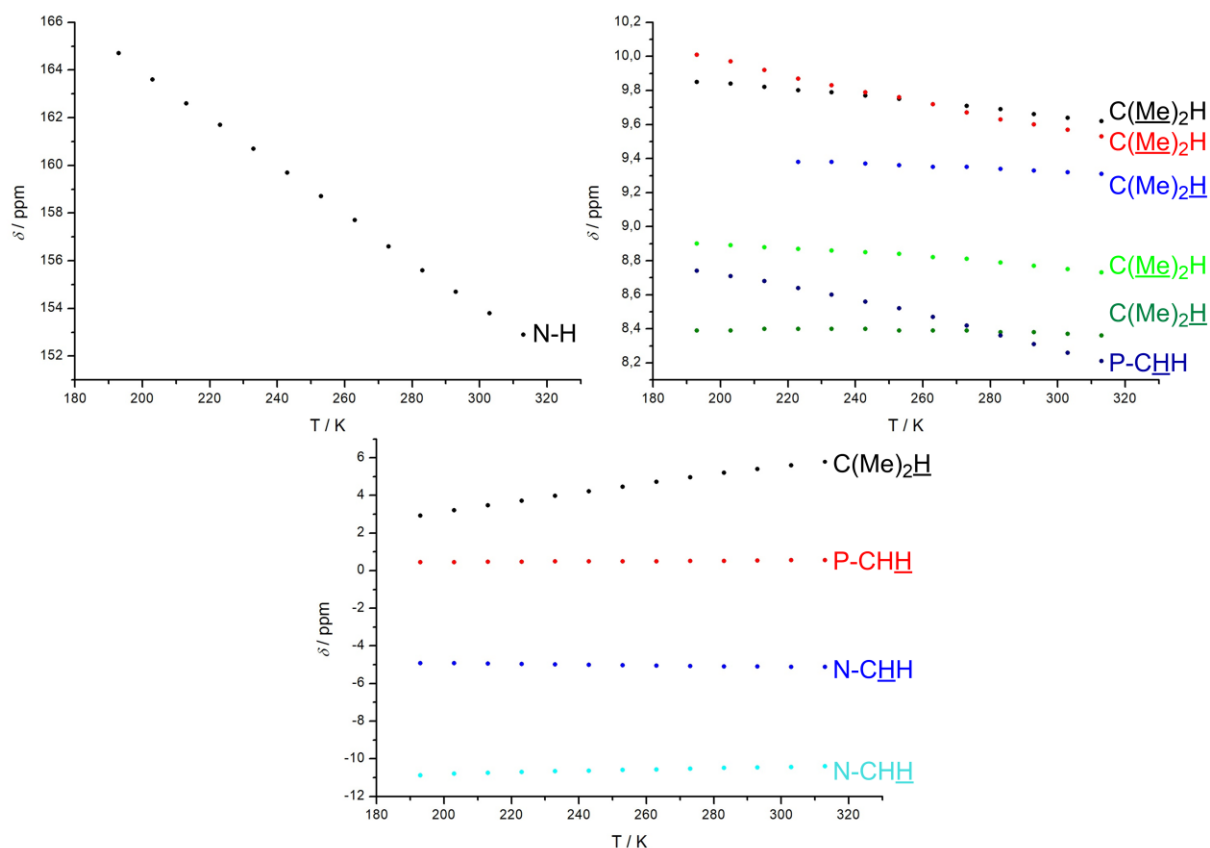 166
164
162
160
158
156
154
152
δ / ppm
N-H
180 200 220 240 260 280 300 320
T / K
10,0
9,8
9,6
9,4
9,2
9,0
8,8
8,6
8,4
8,2
δ / ppm
C(Me)₂H
C(Me)₂H
C(Me)₂H
C(Me)₂H
C(Me)₂H
P-CHH
180 200 220 240 260 280 300 320
T / K
6
4
2
0
-2
-4
-6
-8
-10
-12
δ / ppm
C(Me)₂H
P-CHH
N-CHH
N-CHH
180 200 220 240 260 280 300 320
T / K